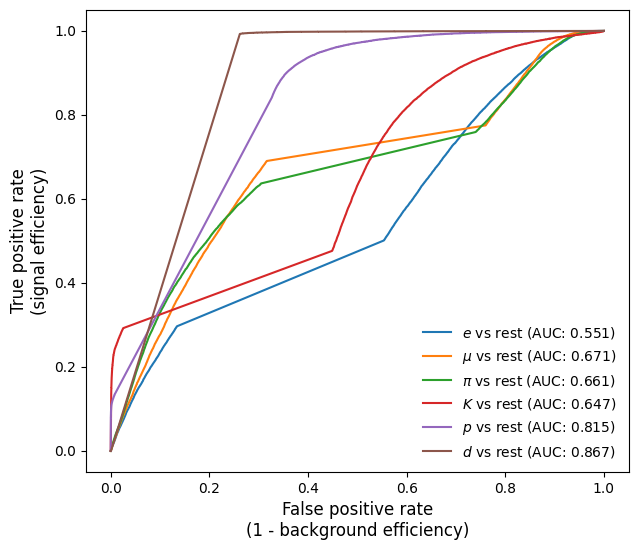 1.0
0.8
0.6
0.4
0.2
0.0
True positive rate
(signal efficiency)
e vs rest (AUC: 0.551)
μ vs rest (AUC: 0.671)
π vs rest (AUC: 0.661)
K vs rest (AUC: 0.647)
p vs rest (AUC: 0.815)
d vs rest (AUC: 0.867)
0.0 0.2 0.4 0.6 0.8 1.0
False positive rate
(1 - background efficiency)